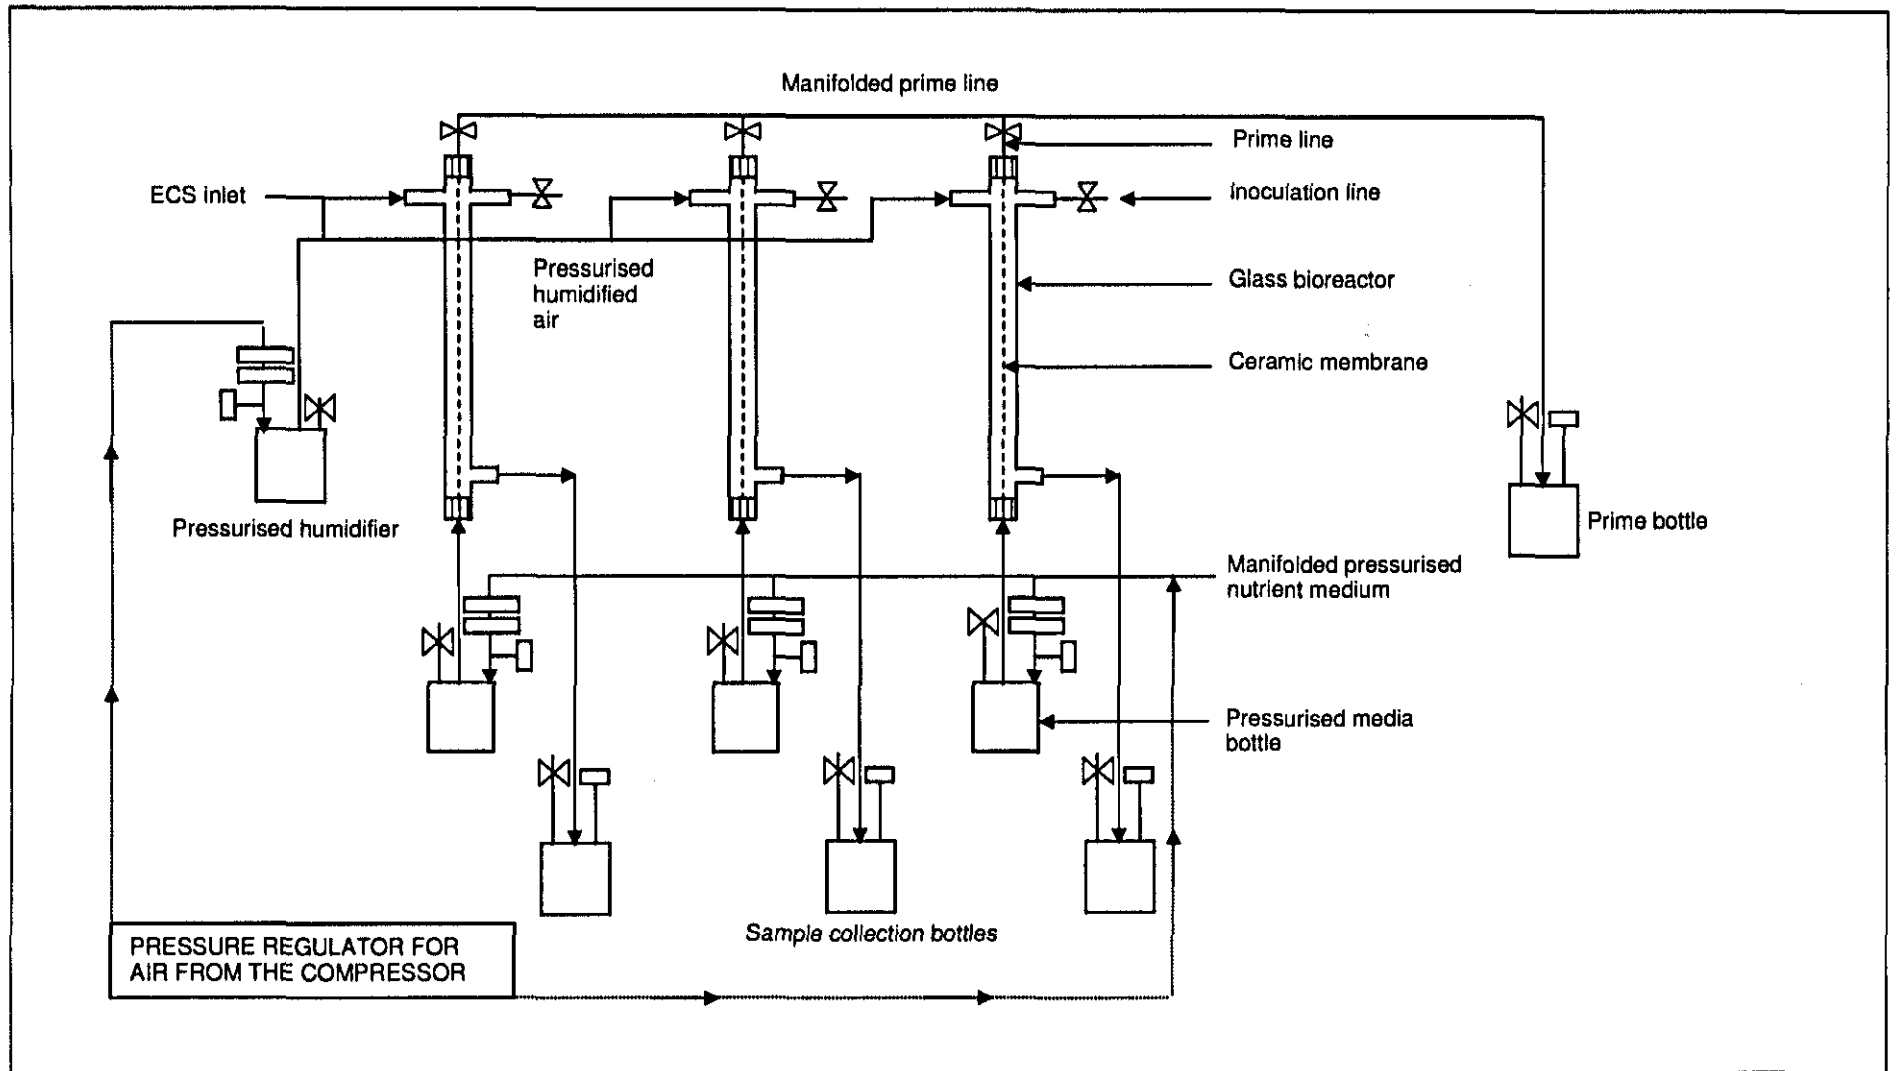 Manifolded prime line
Prime line
ECS inlet
Inoculation line
Pressurised
humidified
air
Glass bioreactor
Ceramic membrane
Pressurised humidifier
Prime bottle
Manifolded pressurised
nutrient medium
Pressurised media
bottle
Sample collection bottles
PRESSURE REGULATOR FOR
AIR FROM THE COMPRESSOR